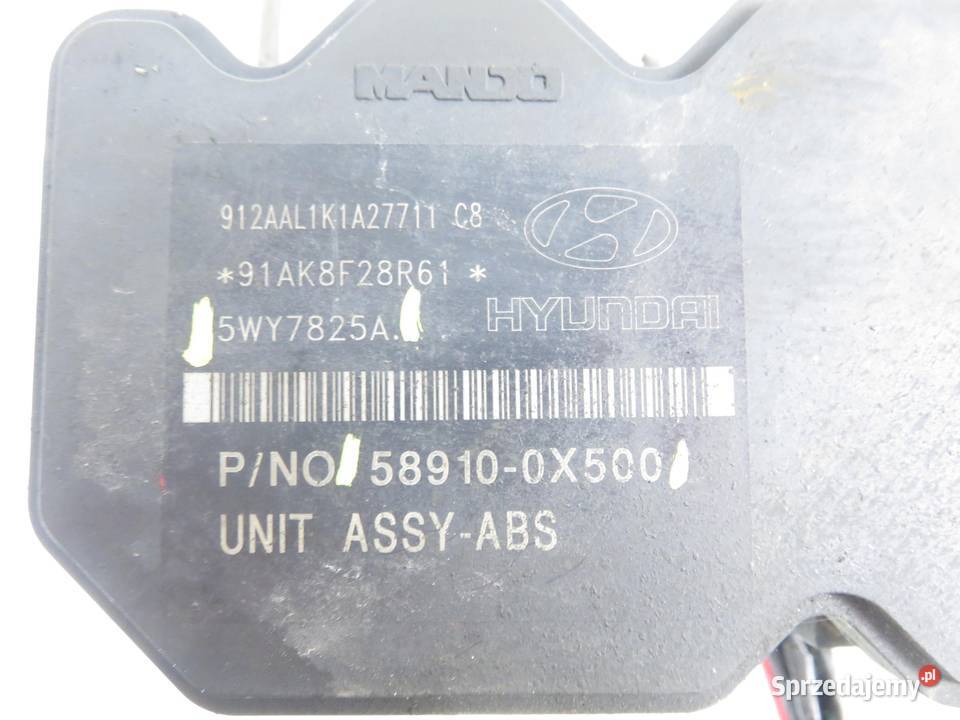 MANDO
912AAL1K1A27711 C8
*91AK8F28R61 *
5WY7825A.
HYUNDAI
P/NO 58910-0X500
UNIT ASSY-ABS
Sprzedajemy.pl